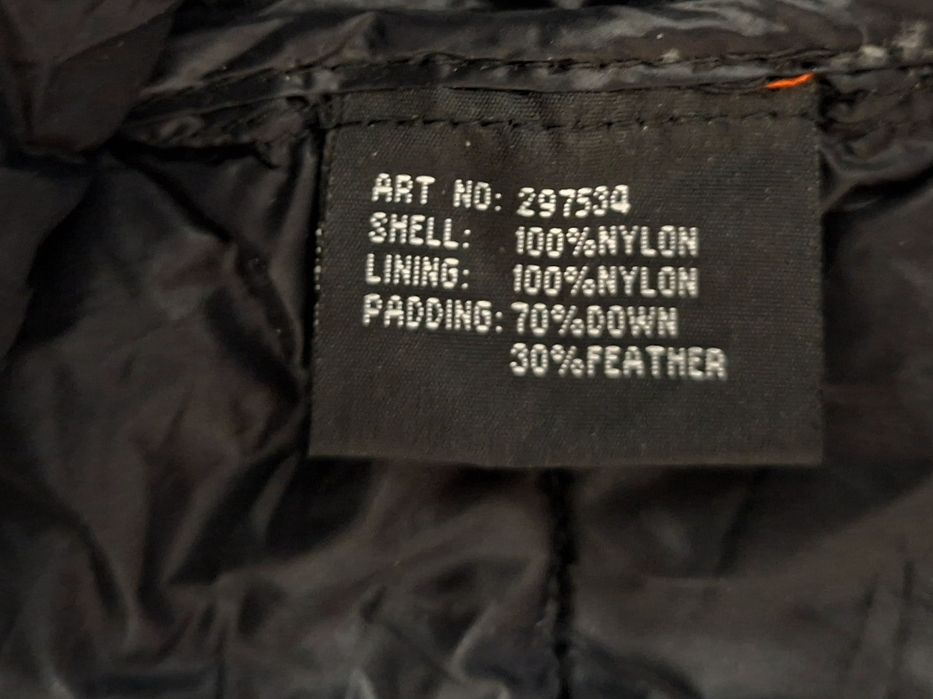 ART NO: 297534
SHELL: 100%NYLON
LINING: 100%NYLON
PADDING: 70%DOWN
30%FEATHER